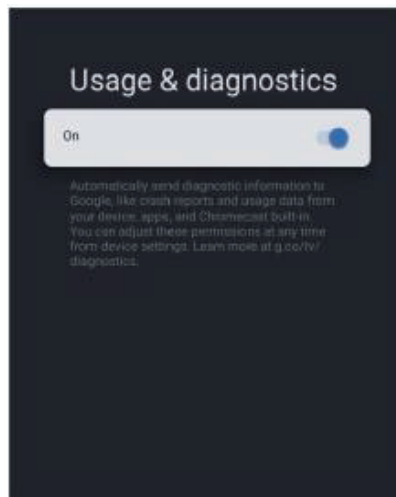 Usage & diagnostics
On
Automatically send diagnostic information to
Google, like crash reports and usage data from
your device, apps, and Chromecast built-in.
You can adjust these permissions at any time
from device settings. Learn more at g.co/tv/
diagnostics.